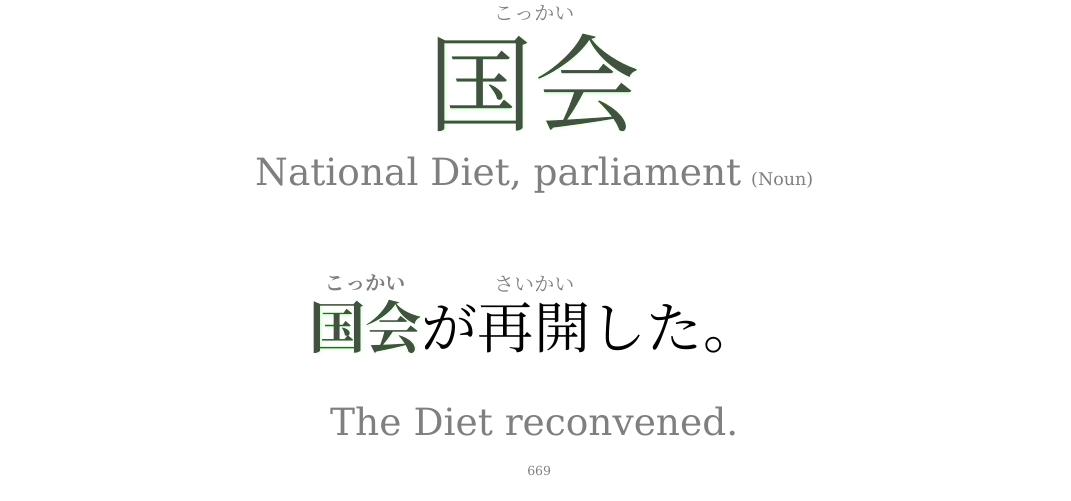 こっかい
国会
National Diet, parliament (Noun)
こっかい さいかい
国会が再開した。
The Diet reconvened.
669